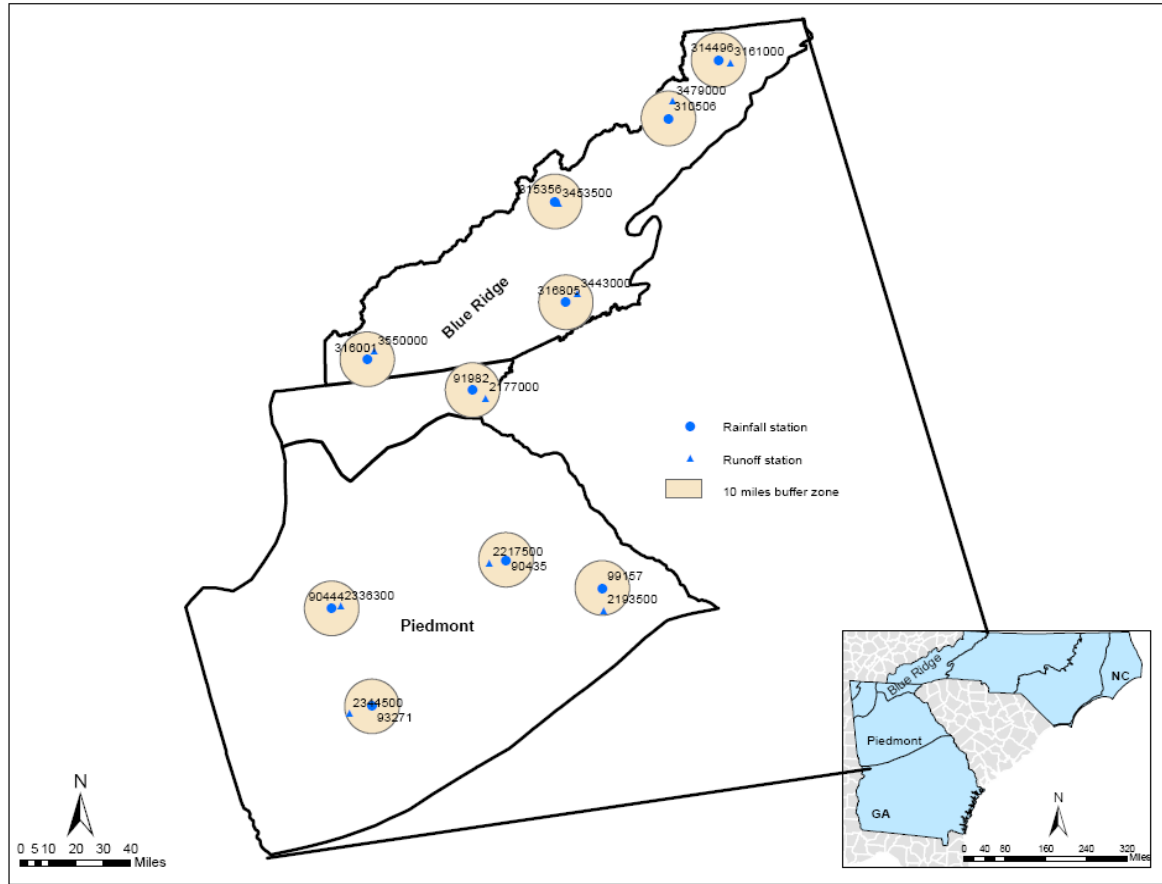 314496
3161000
3479000
310506
315356
3453500
316805
3443000
Blue Ridge
316001
3550000
91982
2177000
Rainfall station
Runoff station
10 miles buffer zone
2217500
90435
99157
2193500
90444
2336300
Piedmont
2344500
93271
N
0 5 10 20 30 40
Miles
Blue Ridge
NC
Piedmont
GA
N
0 40 80 160 240 320
Miles